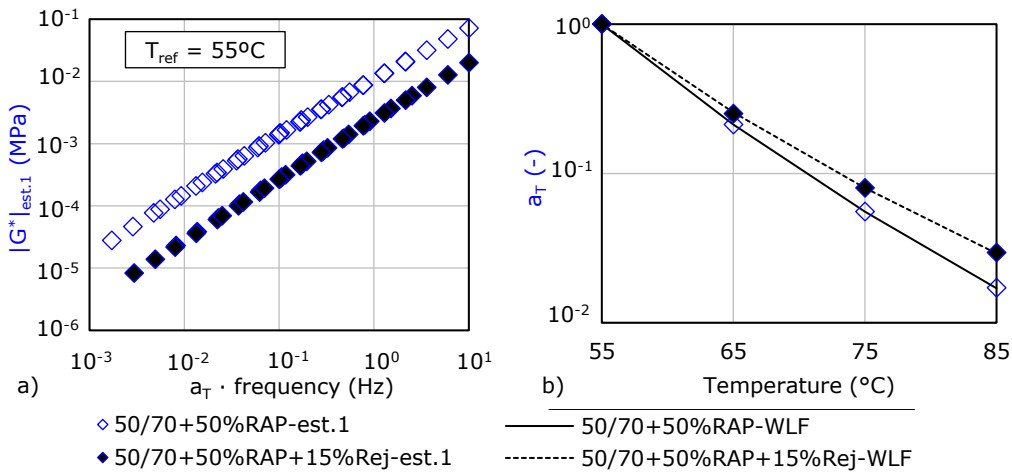 10⁻¹
10⁻²
10⁻³
10⁻⁴
10⁻⁵
10⁻⁶
|G*|est.1 (MPa)
T_ref = 55ºC
10⁻³ 10⁻² 10⁻¹ 10⁰ 10¹
a) a_T · frequency (Hz)
10⁰
10⁻¹
10⁻²
a_T (-)
55 65 75 85
b) Temperature (°C)
50/70+50%RAP-est.1
50/70+50%RAP+15%Rej-est.1
50/70+50%RAP-WLF
50/70+50%RAP+15%Rej-WLF